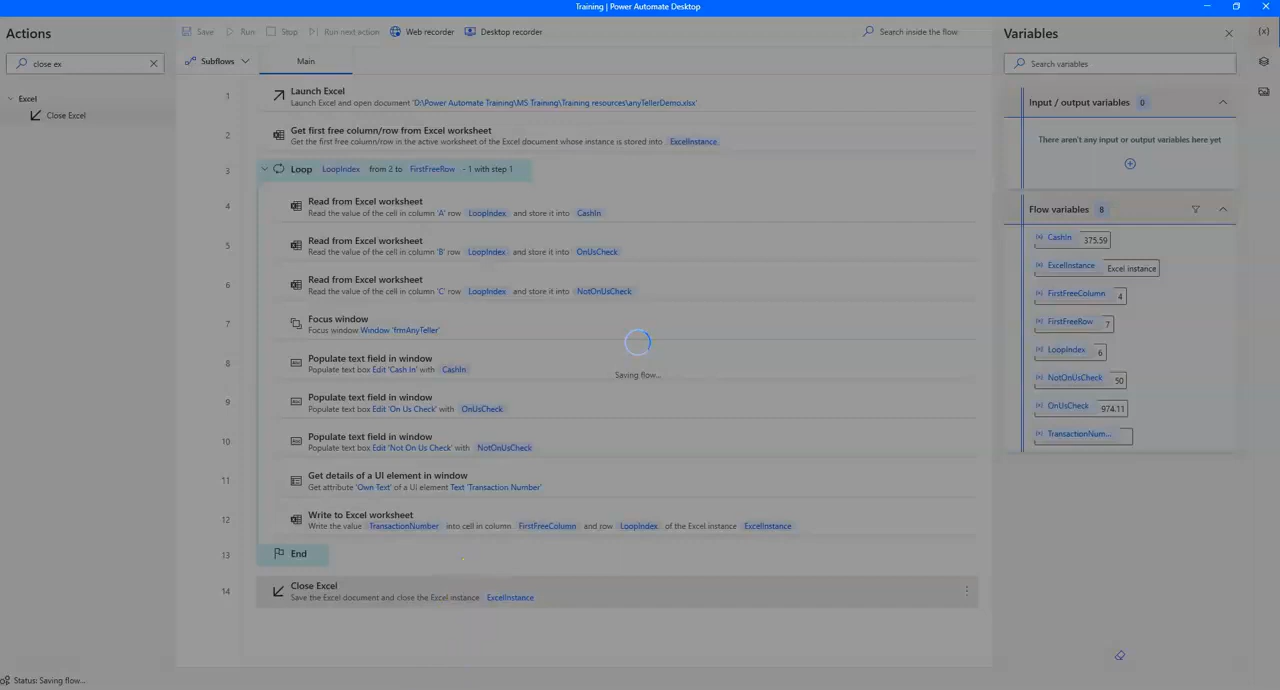 Training | Power Automate Desktop
Actions
close ex
Excel
Close Excel
Save Run Stop Run next action Web recorder Desktop recorder Search inside the flow
Subflows Main
1 Launch Excel
Launch Excel and open document 'D:\Power Automate Training\MS Training\Training resources\anyTellerDemo.xlsx'
2 Get first free column/row from Excel worksheet
Get the first free column/row in the active worksheet of the Excel document whose instance is stored into ExcelInstance
3 Loop LoopIndex from 2 to FirstFreeRow - 1 with step 1
4 Read from Excel worksheet
Read the value of the cell in column 'A' row LoopIndex and store it into CashIn
5 Read from Excel worksheet
Read the value of the cell in column 'B' row LoopIndex and store it into OnUsCheck
6 Read from Excel worksheet
Read the value of the cell in column 'C' row LoopIndex and store it into NotOnUsCheck
7 Focus window
Focus window Window 'frmAnyTeller'
8 Populate text field in window
Populate text box Edit 'Cash In' with CashIn
9 Populate text field in window
Populate text box Edit 'On Us Check' with OnUsCheck
10 Populate text field in window
Populate text box Edit 'Not On Us Check' with NotOnUsCheck
11 Get details of a UI element in window
Get attribute 'Own Text' of a UI element Text 'Transaction Number'
12 Write to Excel worksheet
Write the value TransactionNumber into cell in column FirstFreeColumn and row LoopIndex of the Excel instance ExcelInstance
13 End
14 Close Excel
Save the Excel document and close the Excel instance ExcelInstance
Saving flow...
Variables
Search variables
Input / output variables 0
There aren't any input or output variables here yet
Flow variables 8
CashIn 375.59
ExcelInstance Excel instance
FirstFreeColumn 4
FirstFreeRow 7
LoopIndex 6
NotOnUsCheck 50
OnUsCheck 974.11
TransactionNum...
Status: Saving flow...